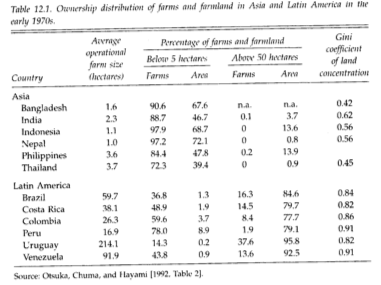 Table 12.1. Ownership distribution of farms and farmland in Asia and Latin America in the
early 1970s.
Average Percentage of farms and farmland Gini
operational coefficient
farm size Below 5 hectares Above 50 hectares of land
Country (hectares) Farms Area Farms Area concentration
Asia
Bangladesh 1.6 90.6 67.6 n.a. n.a. 0.42
India 2.3 88.7 46.7 0.1 3.7 0.62
Indonesia 1.1 97.9 68.7 0 13.6 0.56
Nepal 1.0 97.2 72.1 0 0.8 0.56
Philippines 3.6 84.4 47.8 0.2 13.9
Thailand 3.7 72.3 39.4 0 0.9 0.45
Latin America
Brazil 59.7 36.8 1.3 16.3 84.6 0.84
Costa Rica 38.1 48.9 1.9 14.5 79.7 0.82
Colombia 26.3 59.6 3.7 8.4 77.7 0.86
Peru 16.9 78.0 8.9 1.9 79.1 0.91
Uruguay 214.1 14.3 0.2 37.6 95.8 0.82
Venezuela 91.9 43.8 0.9 13.6 92.5 0.91
Source: Otsuka, Chuma, and Hayami [1992, Table 2].